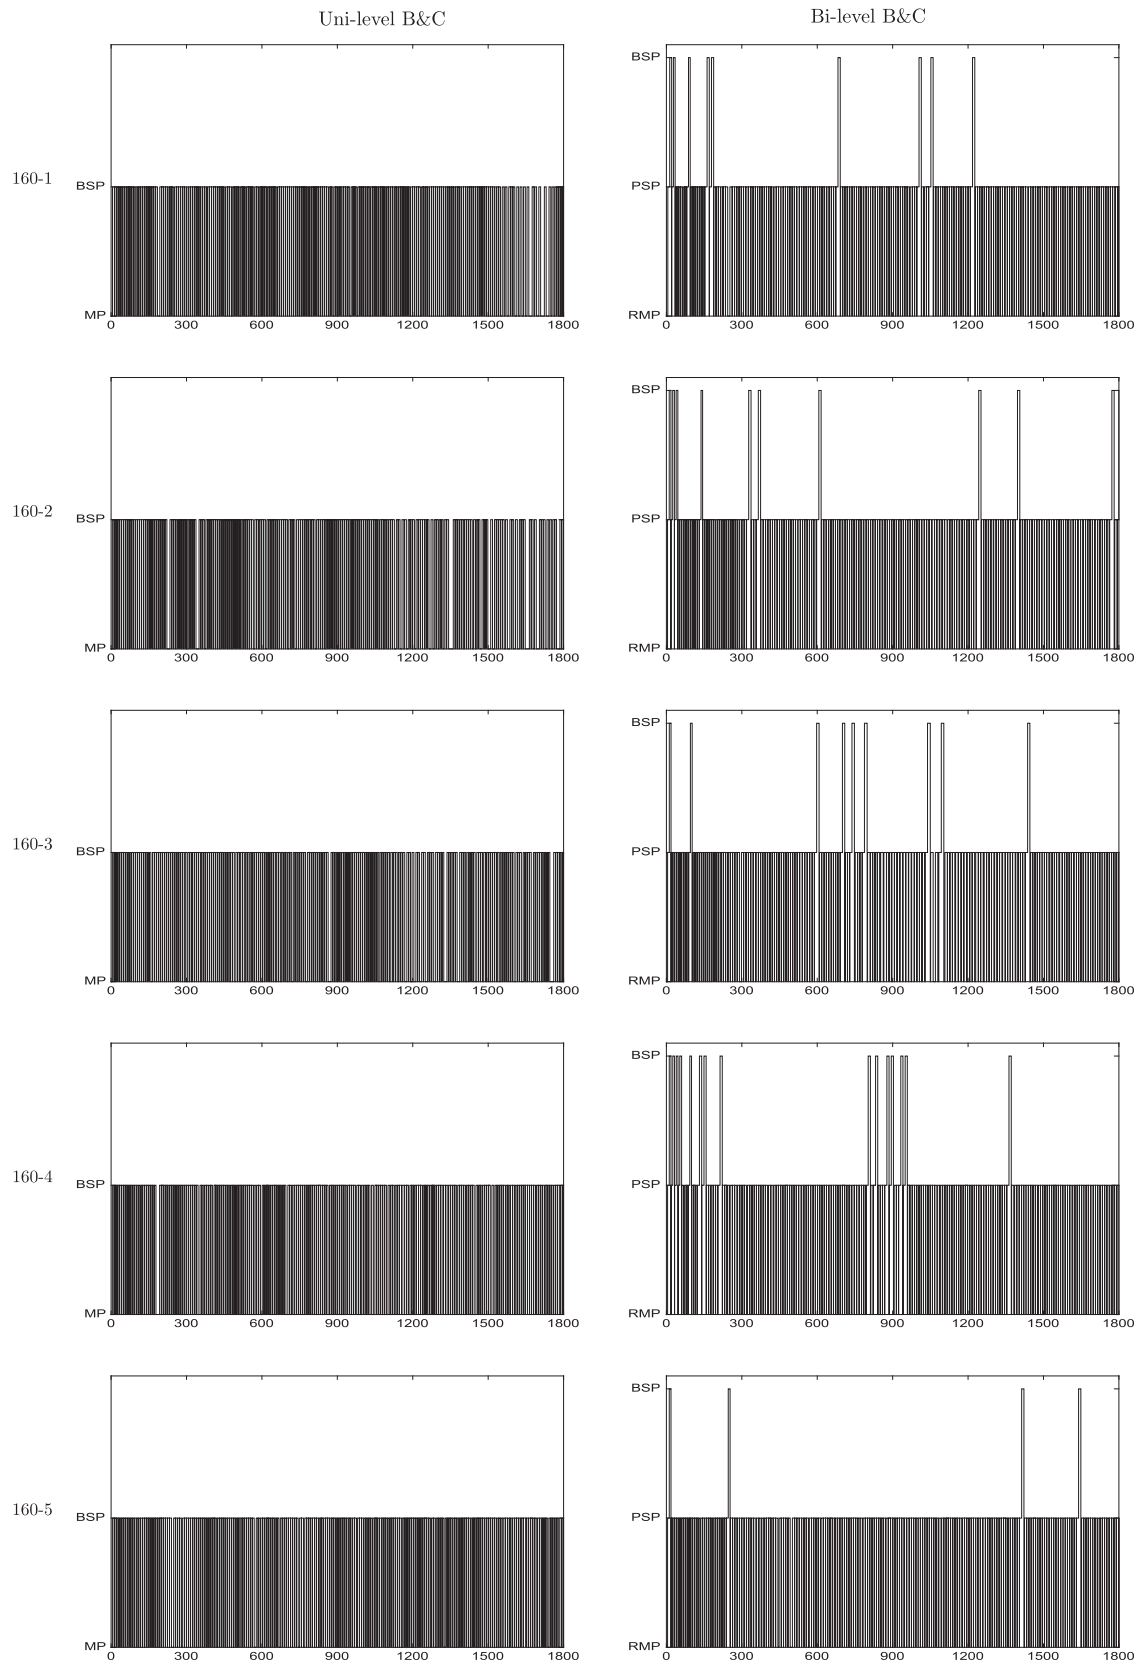 Uni-level B&C Bi-level B&C
BSP
160-1 BSP PSP
MP RMP
0 300 600 900 1200 1500 1800 0 300 600 900 1200 1500 1800
BSP
160-2 BSP PSP
MP RMP
0 300 600 900 1200 1500 1800 0 300 600 900 1200 1500 1800
BSP
160-3 BSP PSP
MP RMP
0 300 600 900 1200 1500 1800 0 300 600 900 1200 1500 1800
BSP
160-4 BSP PSP
MP RMP
0 300 600 900 1200 1500 1800 0 300 600 900 1200 1500 1800
BSP
160-5 BSP PSP
MP RMP
0 300 600 900 1200 1500 1800 0 300 600 900 1200 1500 1800